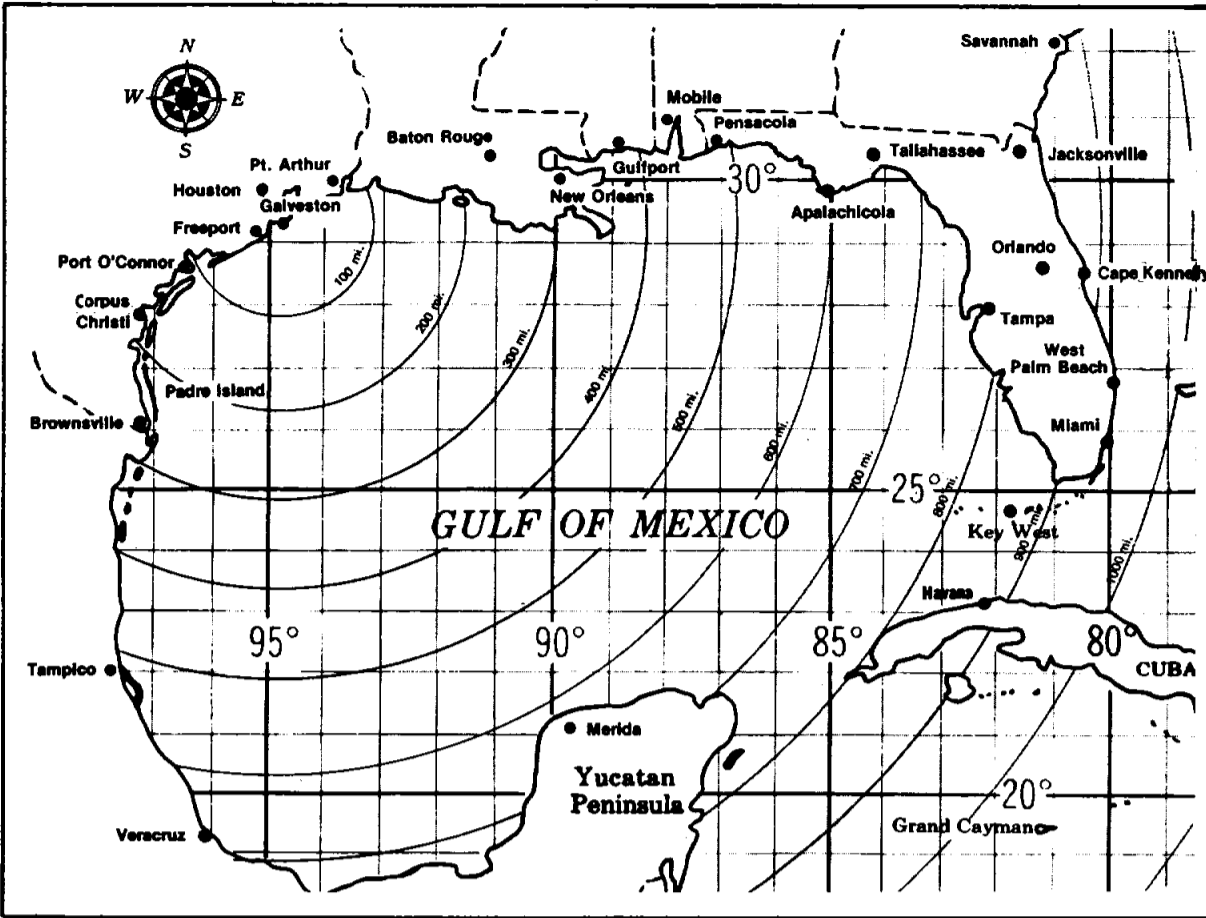 N
W E
S
Savannah
Mobile
Baton Rouge
Pensacola
Tallahassee
Jacksonville
Pt. Arthur
Gulfport
30°
Houston
New Orleans
Galveston
Apalachicola
Freeport
Orlando
Port O'Connor
100 mi.
Cape Kennedy
Corpus
Christi
200 mi.
Tampa
300 mi.
West
Palm Beach
400 mi.
Padre Island
500 mi.
Brownsville
600 mi.
Miami
700 mi.
25°
800 mi.
GULF OF MEXICO
Key West
900 mi.
1000 mi.
Havana
95°
90°
85°
80°
Tampico
CUBA
Merida
Yucatan
Peninsula
20°
Veracruz
Grand Cayman